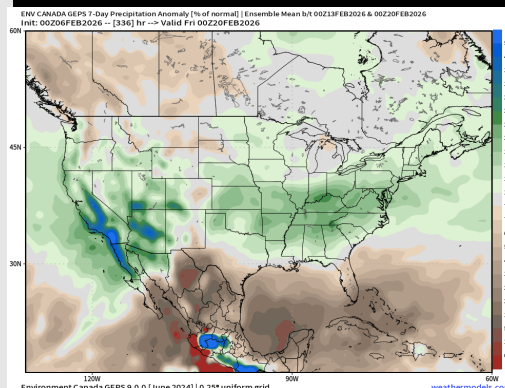 ENV CANADA GEPS 7-Day Precipitation Anomaly [% of normal] | Ensemble Mean b/t 00Z13FEB2026 & 00Z20FEB2026
Init: 00Z06FEB2026 -- [336] hr --> Valid Fri 00Z20FEB2026
60N
45N
30N
120W
90W
60W
Environment Canada GEPS 9.0.0 [June 2024] | 0.25° uniform grid